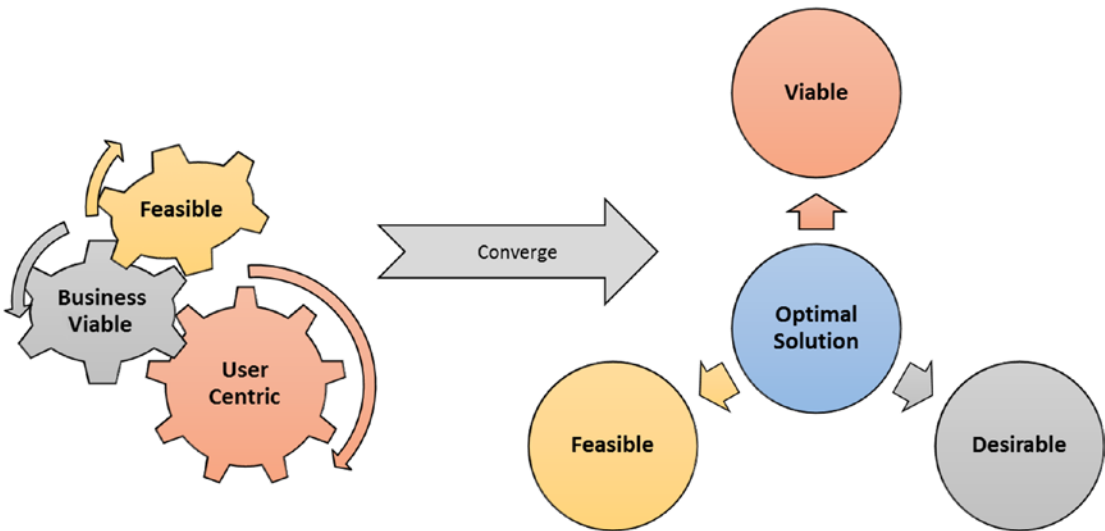 Feasible
Business
Viable
User
Centric
Converge
Viable
Optimal
Solution
Feasible
Desirable